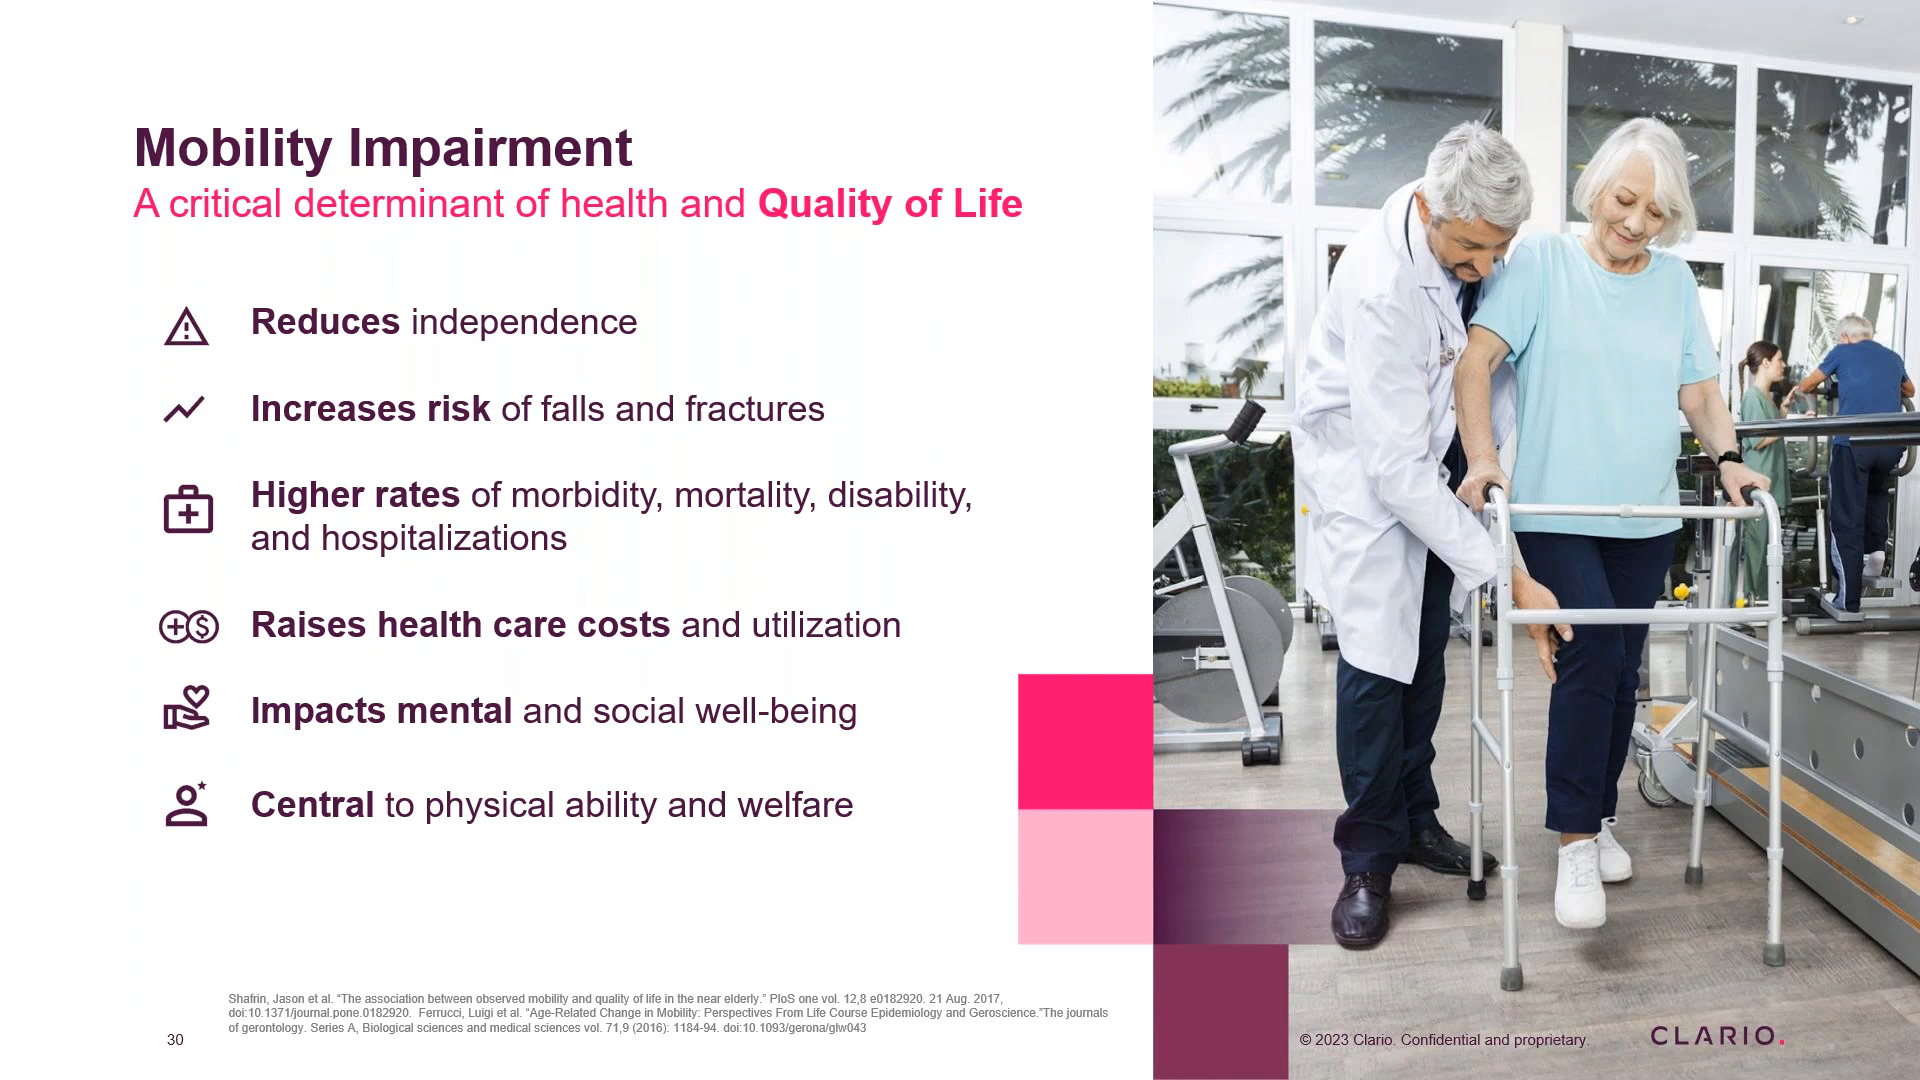 Mobility Impairment
A critical determinant of health and Quality of Life
Reduces independence
Increases risk of falls and fractures
Higher rates of morbidity, mortality, disability,
and hospitalizations
Raises health care costs and utilization
Impacts mental and social well-being
Central to physical ability and welfare
Shafrin, Jason et al. “The association between observed mobility and quality of life in the near elderly.” PloS one vol. 12,8 e0182920. 21 Aug. 2017,
doi:10.1371/journal.pone.0182920. Ferrucci, Luigi et al. “Age-Related Change in Mobility: Perspectives From Life Course Epidemiology and Geroscience.”The journals
of gerontology. Series A, Biological sciences and medical sciences vol. 71,9 (2016): 1184-94. doi:10.1093/gerona/glw043
30
© 2023 Clario. Confidential and proprietary.
CLARIO.